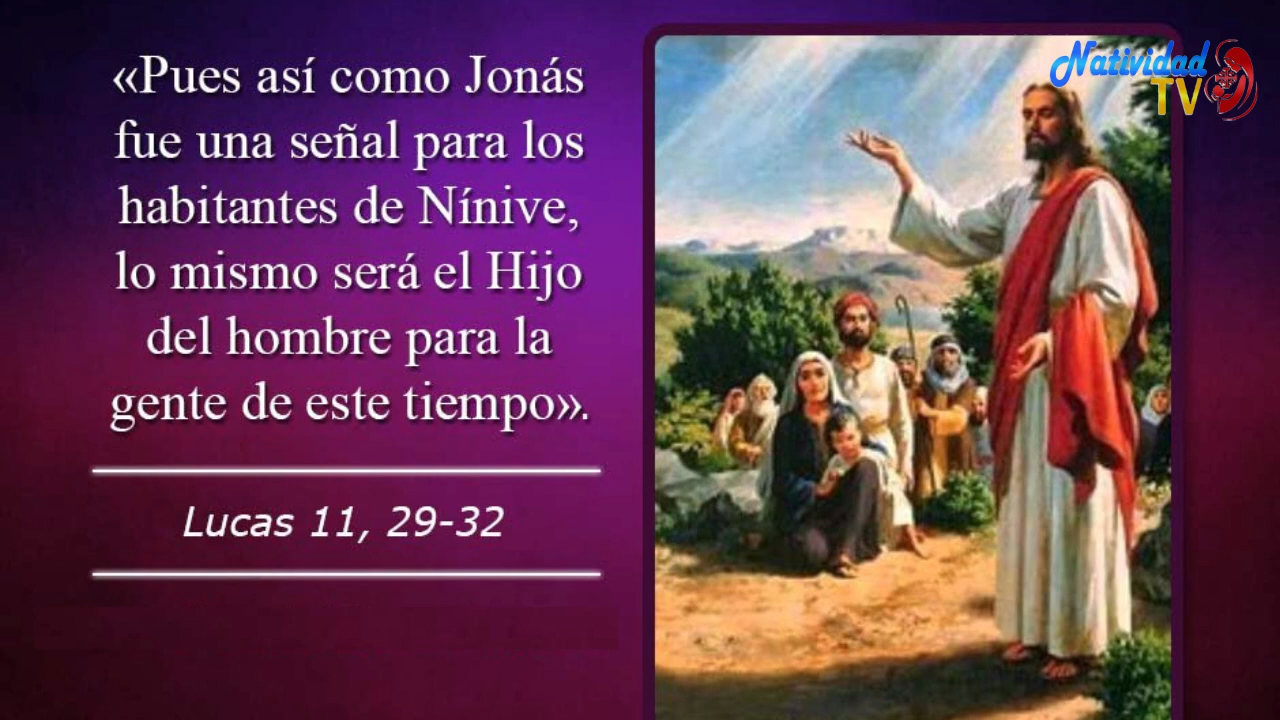 «Pues así como Jonás
fue una señal para los
habitantes de Nínive,
lo mismo será el Hijo
del hombre para la
gente de este tiempo».
Lucas 11, 29-32
Natividad
TV